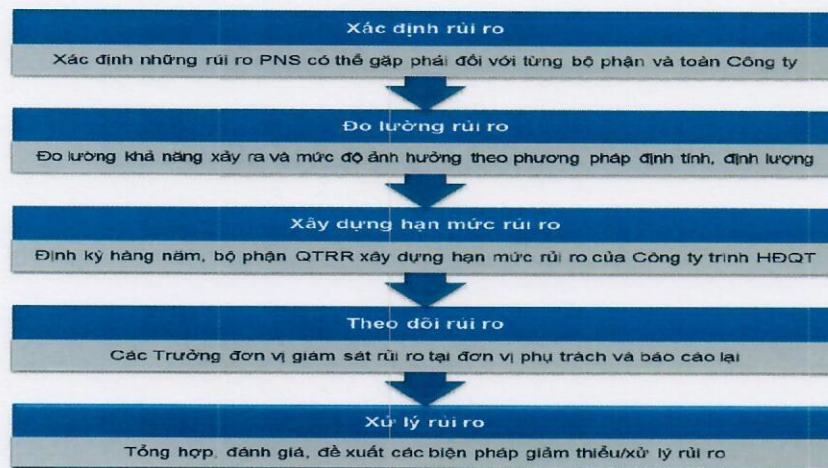 Xác định rủi ro
Xác định những rủi ro PNS có thể gặp phải đối với từng bộ phận và toàn Công ty
Đo lường rủi ro
Đo lường khả năng xảy ra và mức độ ảnh hưởng theo phương pháp định tính, định lượng
Xây dựng hạn mức rủi ro
Định kỳ hàng năm, bộ phận QTRR xây dựng hạn mức rủi ro của Công ty trình HĐQT
Theo dõi rủi ro
Các Trưởng đơn vị giám sát rủi ro tại đơn vị phụ trách và báo cáo lại
Xử lý rủi ro
Tổng hợp, đánh giá, đề xuất các biện pháp giảm thiểu/xử lý rủi ro